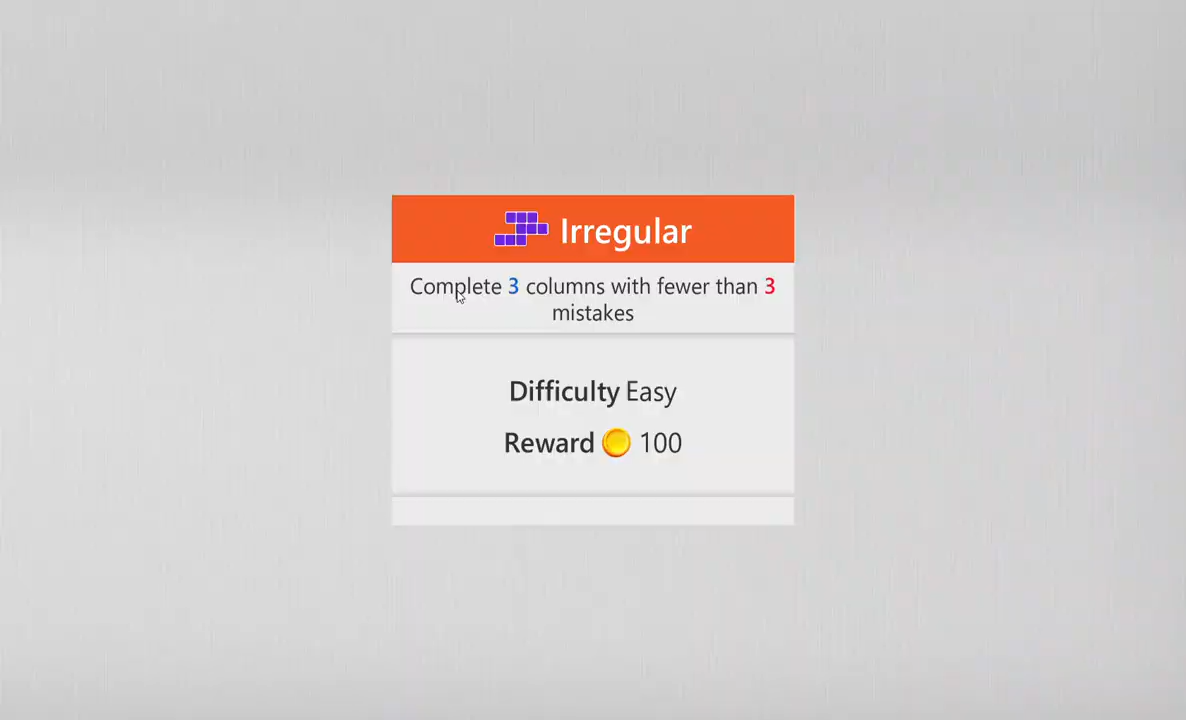 Irregular
Complete 3 columns with fewer than 3
mistakes
Difficulty Easy
Reward 100